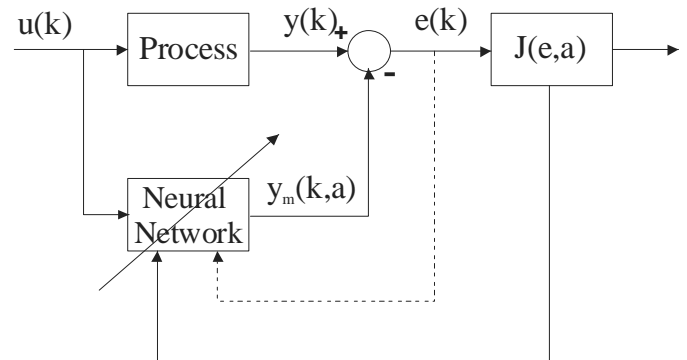 u(k)
Process
y(k)
+
-
e(k)
J(e,a)
Neural
Network
y_m(k,a)